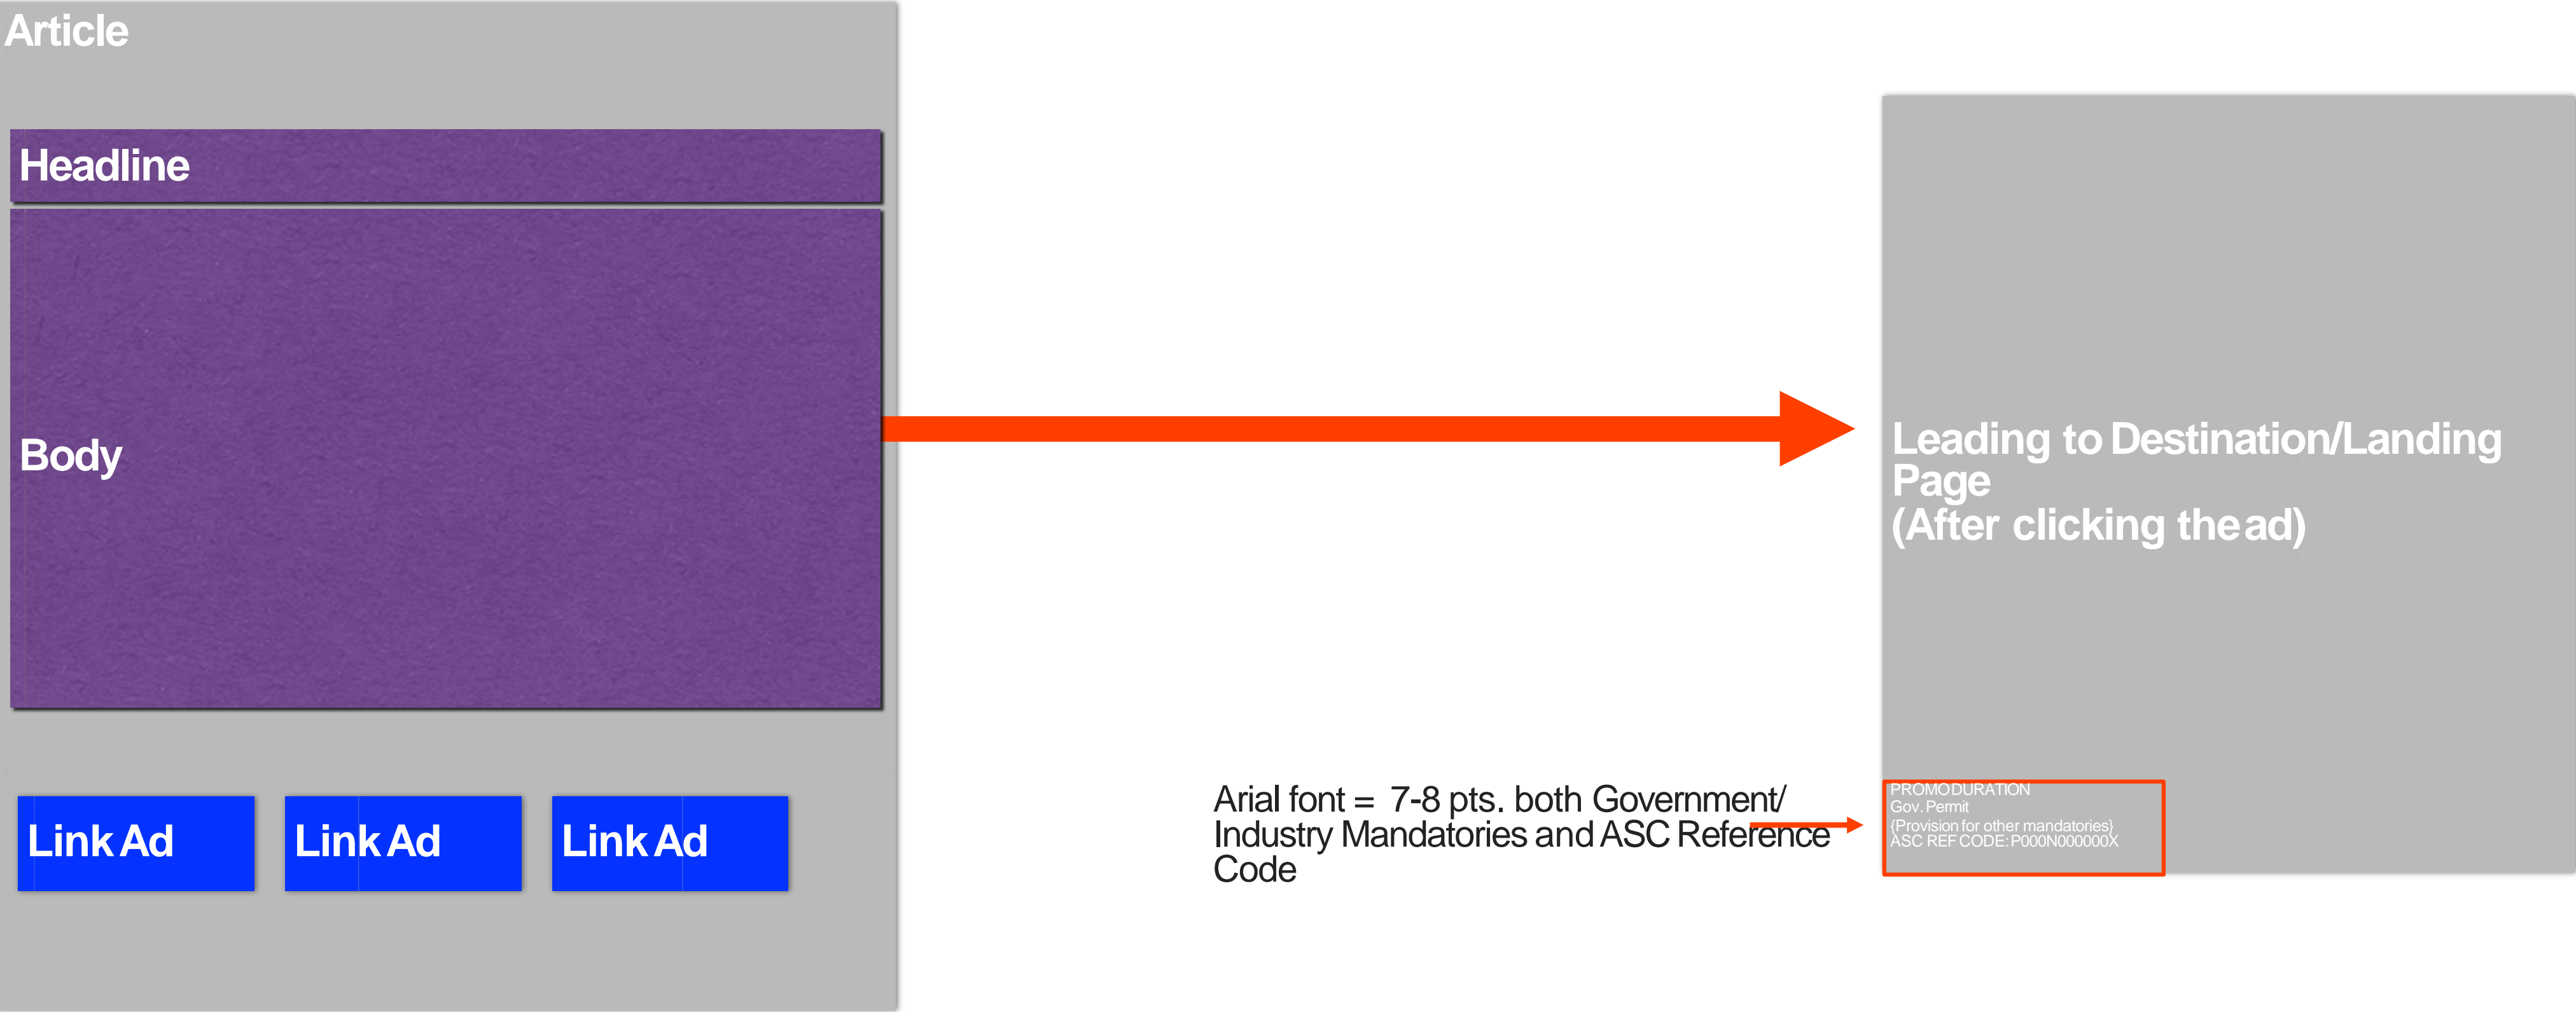 Article
Headline
Body
Link Ad
Link Ad
Link Ad
Arial font = 7-8 pts. both Government/
Industry Mandatories and ASC Reference
Code
Leading to Destination/Landing
Page
(After clicking the ad)
PROMO DURATION
Gov. Permit
{Provision for other mandatories}
ASC REF CODE: P000N000000X